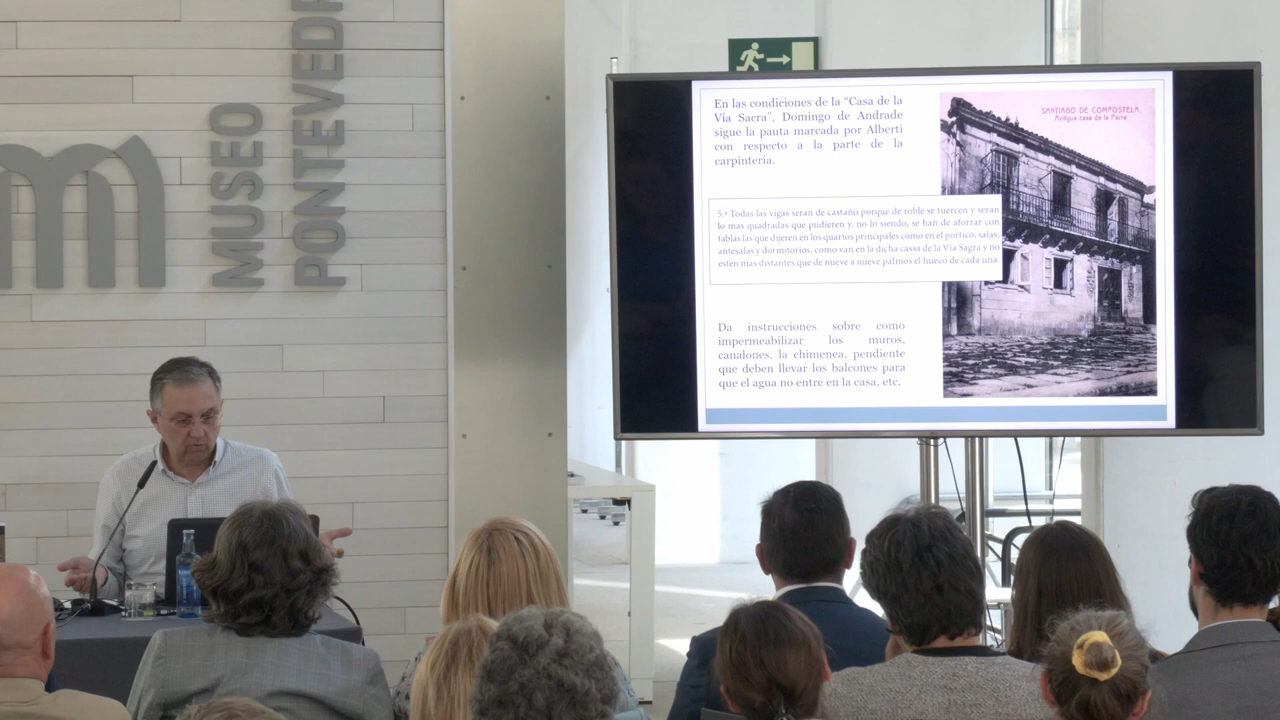 MUSEO
PONTEVEDR
En las condiciones de la “Casa de la
Vía Sacra”, Domingo de Andrade
sigue la pauta marcada por Alberti
con respecto a la parte de la
carpintería.
SANTIAGO DE COMPOSTELA.
Antigua casa de la Parra
5.ª Todas las vigas seran de castaño porque de roble se tuercen y seran
lo mas quadradas que pudieren y, no lo siendo, se han de aforrar con
tablas las que dijeren en los quartos principales como en el portico, salas,
antesalas y dormitorios, como van en la dicha cassa de la Vía Sagra y no
esten mas distantes que de nueve a nueve palmos el hueco de cada una.
Da instrucciones sobre como
impermeabilizar los muros,
canalones, la chimenea, pendiente
que deben llevar los balcones para
que el agua no entre en la casa, etc.